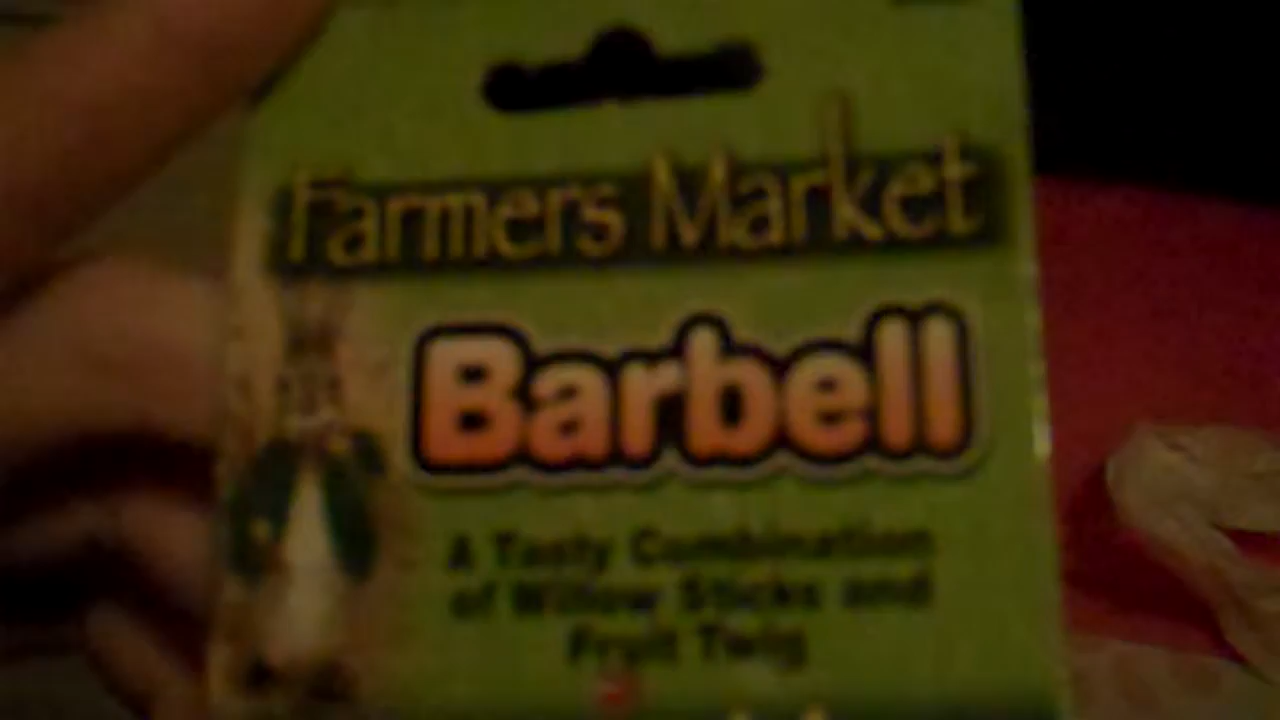 Farmers Market
Barbell
A Tasty Combination
of Willow Sticks and
Fruit Twig